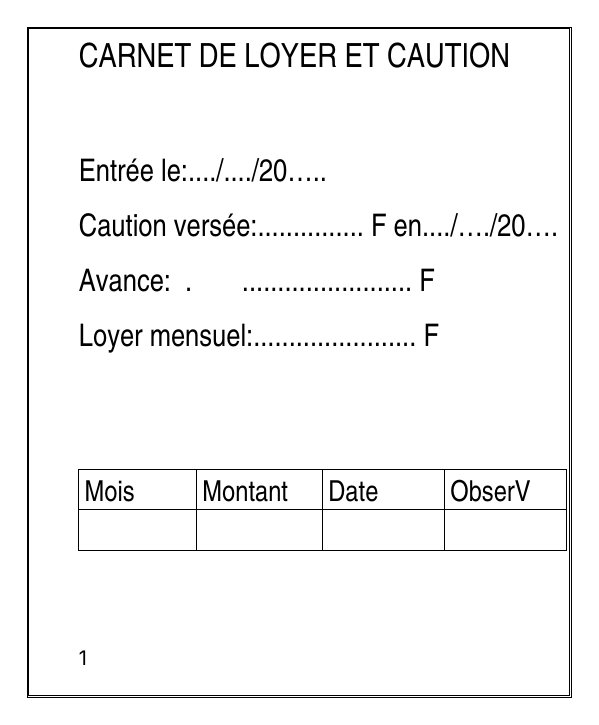 CARNET DE LOYER ET CAUTION
Entrée le:..../..../20…..
Caution versée:............... F en..../…./20….
Avance:  .       ........................ F
Loyer mensuel:....................... F
Mois Montant Date ObserV
1